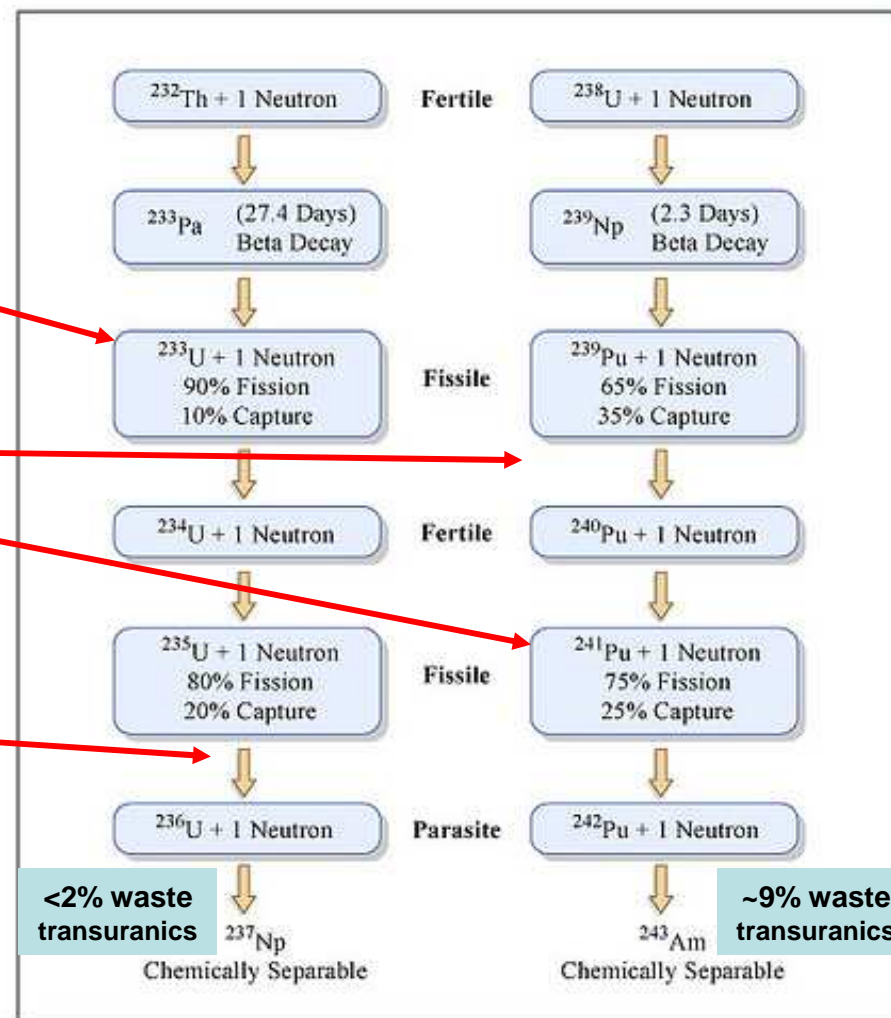 ²³²Th + 1 Neutron
Fertile
²³⁸U + 1 Neutron
²³³Pa (27.4 Days)
Beta Decay
²³⁹Np (2.3 Days)
Beta Decay
²³³U + 1 Neutron
90% Fission
10% Capture
Fissile
²³⁹Pu + 1 Neutron
65% Fission
35% Capture
²³⁴U + 1 Neutron
Fertile
²⁴⁰Pu + 1 Neutron
²³⁵U + 1 Neutron
80% Fission
20% Capture
Fissile
²⁴¹Pu + 1 Neutron
75% Fission
25% Capture
²³⁶U + 1 Neutron
Parasite
²⁴²Pu + 1 Neutron
<2% waste
transuranics
²³⁷Np
Chemically Separable
²⁴³Am
Chemically Separable
~9% waste
transuranics